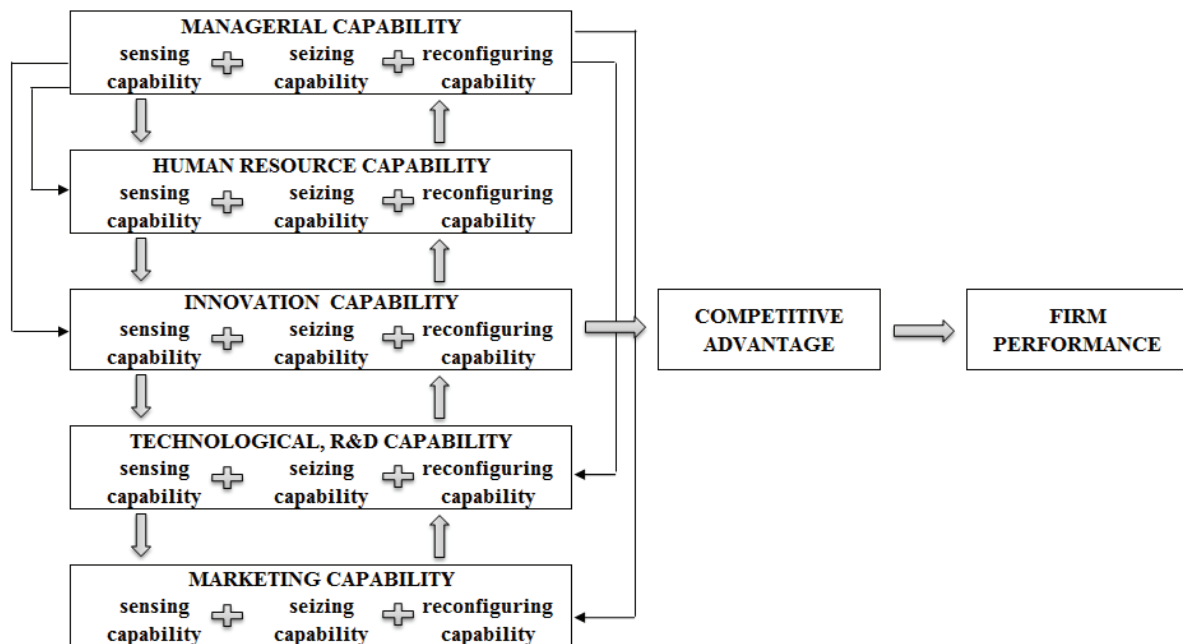 MANAGERIAL CAPABILITY
sensing seizing reconfiguring
capability capability capability
HUMAN RESOURCE CAPABILITY
sensing seizing reconfiguring
capability capability capability
INNOVATION CAPABILITY
sensing seizing reconfiguring
capability capability capability
COMPETITIVE
ADVANTAGE
FIRM
PERFORMANCE
TECHNOLOGICAL, R&D CAPABILITY
sensing seizing reconfiguring
capability capability capability
MARKETING CAPABILITY
sensing seizing reconfiguring
capability capability capability